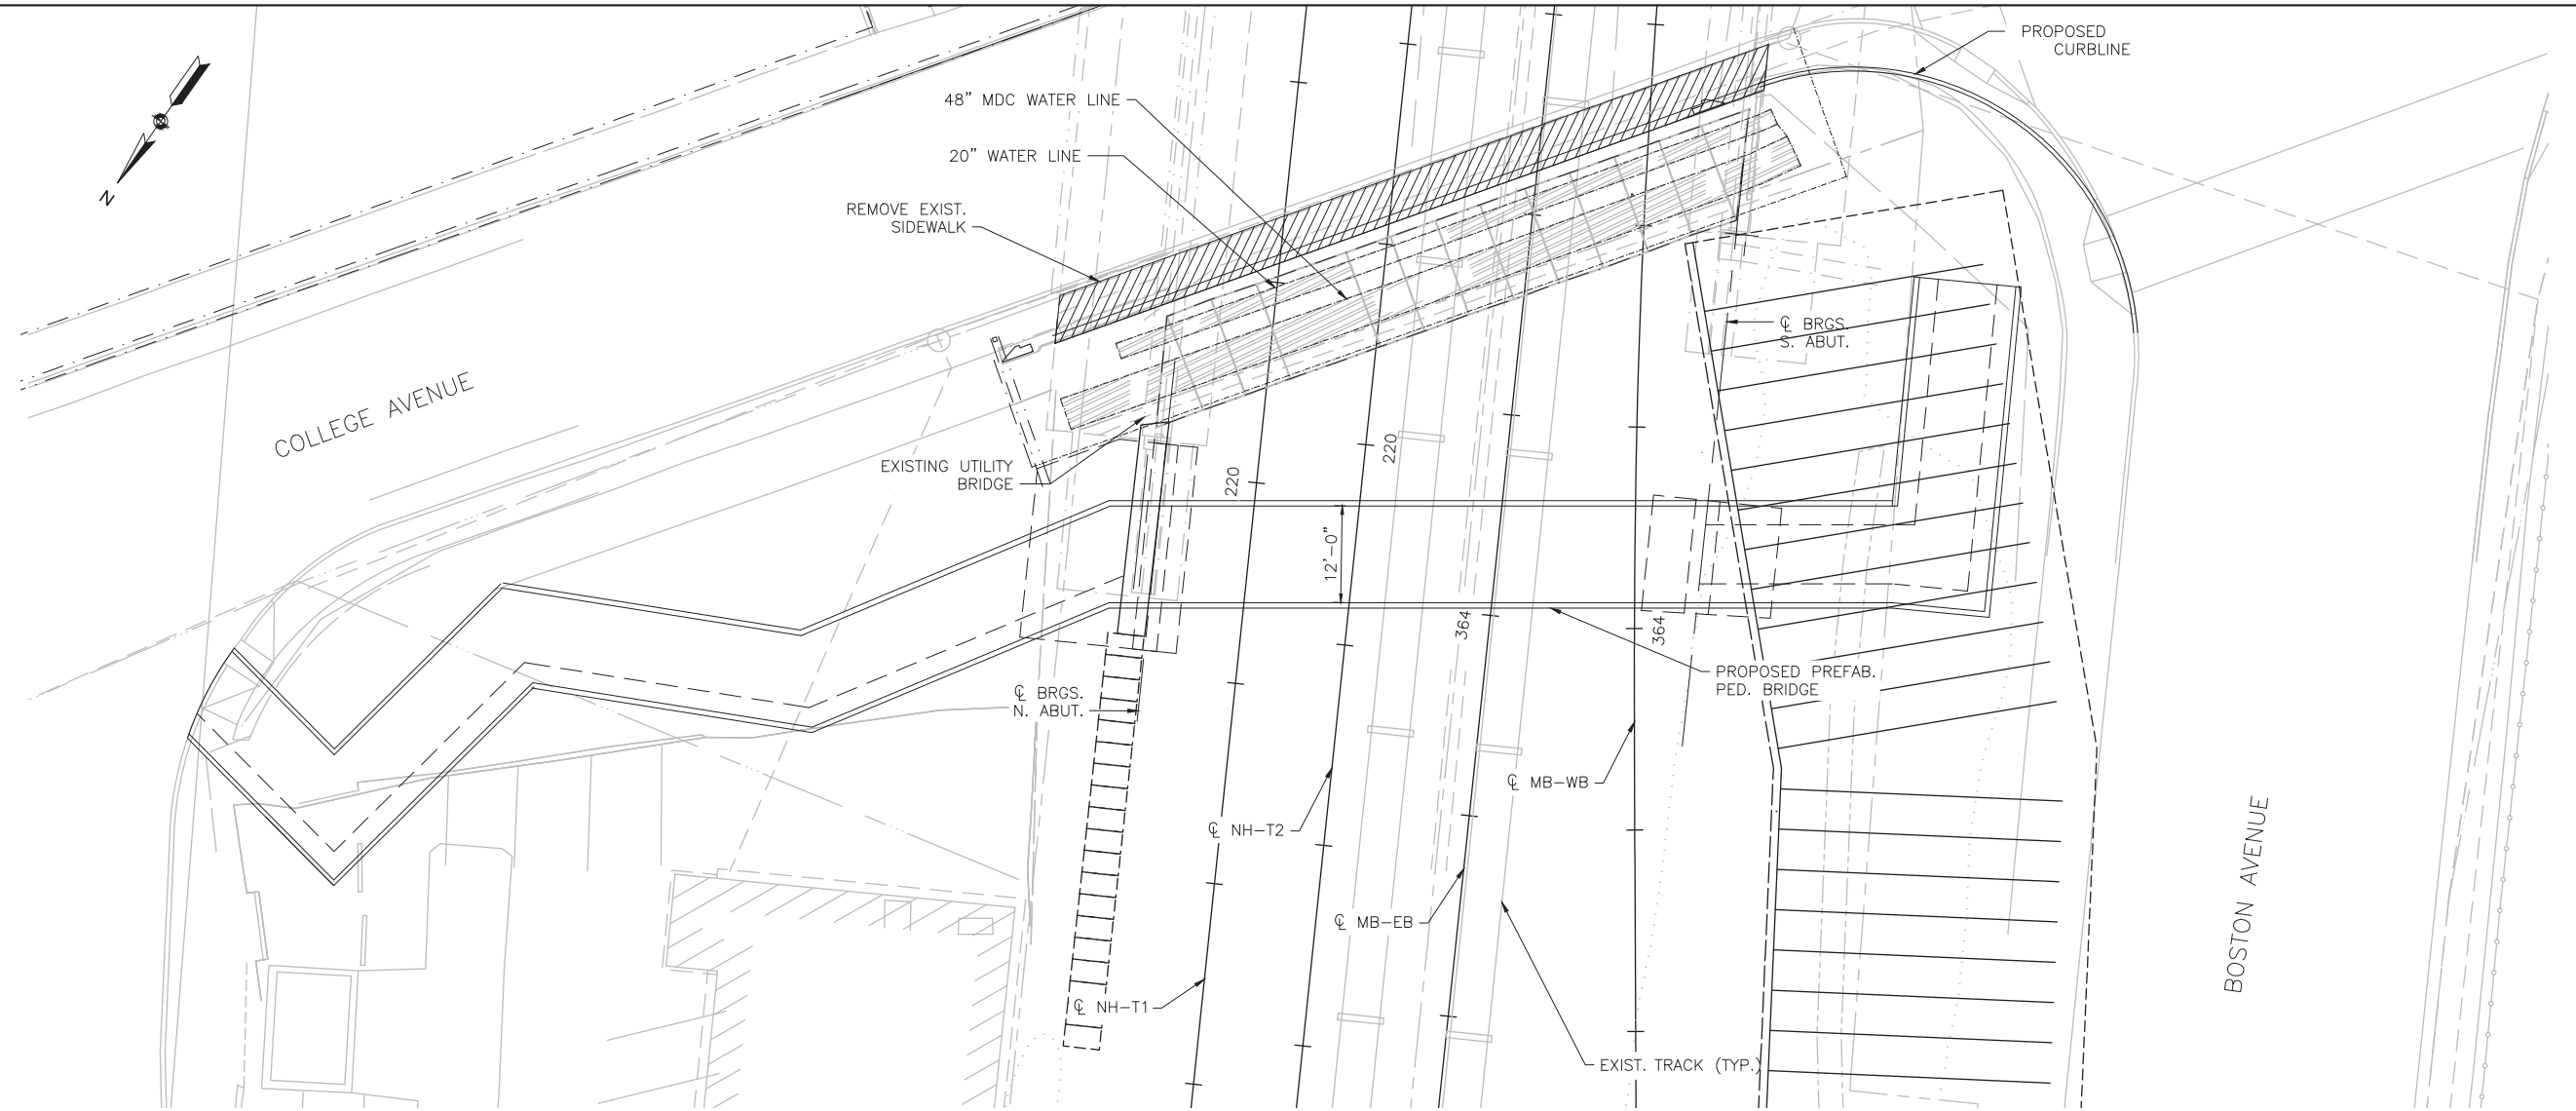 PROPOSED
CURBLINE
48" MDC WATER LINE
20" WATER LINE
REMOVE EXIST.
SIDEWALK
N
COLLEGE AVENUE
℄ BRGS.
S. ABUT.
EXISTING UTILITY
BRIDGE
220
220
12'-0"
364
364
PROPOSED PREFAB.
PED. BRIDGE
℄ BRGS.
N. ABUT.
℄ MB-WB
℄ NH-T2
℄ MB-EB
℄ NH-T1
EXIST. TRACK (TYP.)
BOSTON AVENUE